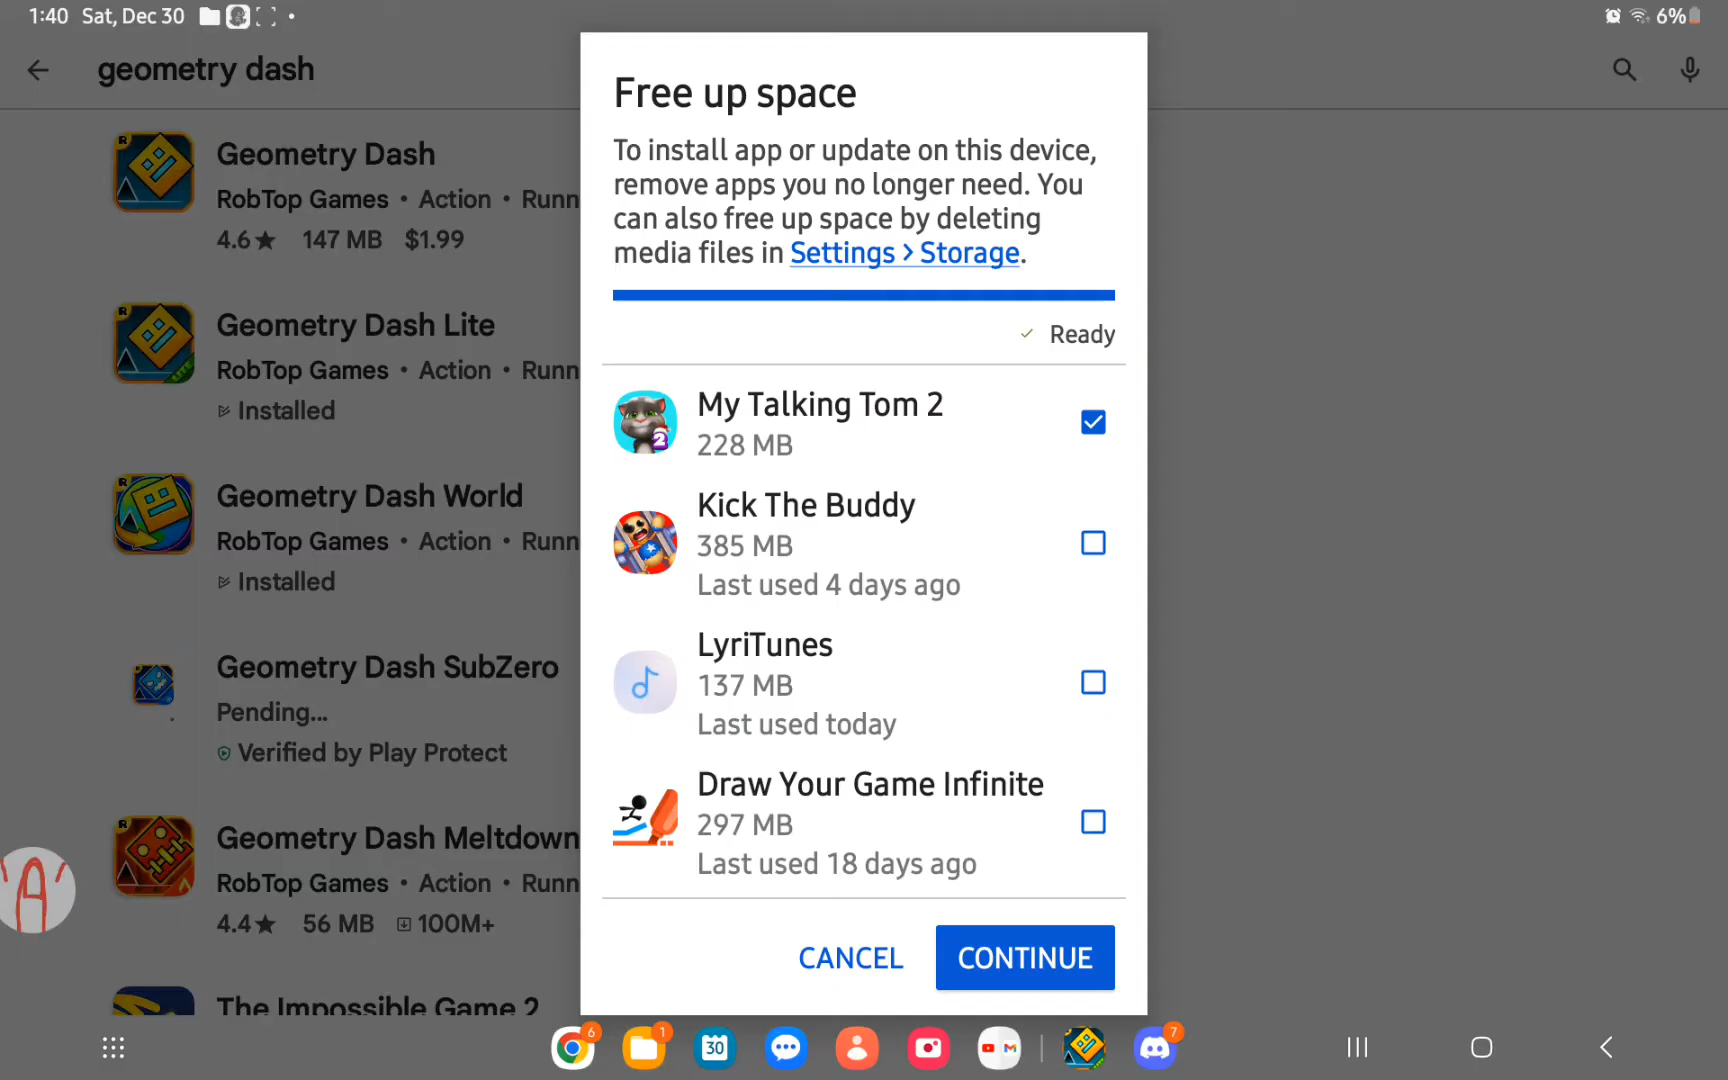 1:40 Sat, Dec 30
6%
geometry dash
Geometry Dash
RobTop Games • Action • Runn
4.6★ 147 MB $1.99
Geometry Dash Lite
RobTop Games • Action • Runn
Installed
Geometry Dash World
RobTop Games • Action • Runn
Installed
Geometry Dash SubZero
Pending...
Verified by Play Protect
Geometry Dash Meltdown
RobTop Games • Action • Runn
4.4★ 56 MB 100M+
The Impossible Game 2
Free up space
To install app or update on this device,
remove apps you no longer need. You
can also free up space by deleting
media files in Settings > Storage.
Ready
My Talking Tom 2
228 MB
Kick The Buddy
385 MB
Last used 4 days ago
LyriTunes
137 MB
Last used today
Draw Your Game Infinite
297 MB
Last used 18 days ago
CANCEL CONTINUE
6
1
30
7